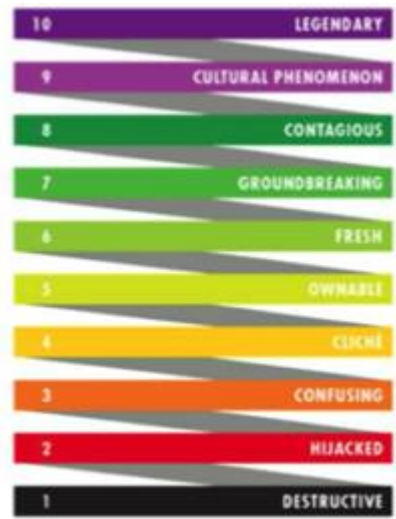 10 LEGENDARY
9 CULTURAL PHENOMENON
8 CONTAGIOUS
7 GROUNDBREAKING
6 FRESH
5 OWNABLE
4 CLICHÉ
3 CONFUSING
2 HIJACKED
1 DESTRUCTIVE